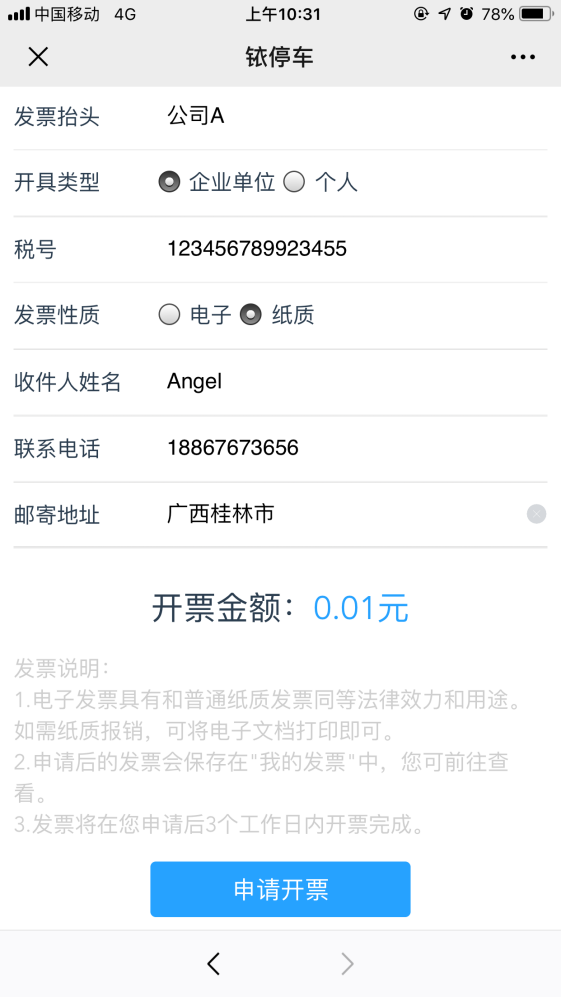 中国移动 4G 上午10:31 78%
铱停车
发票抬头 公司A
开具类型 企业单位 个人
税号 123456789923455
发票性质 电子 纸质
收件人姓名 Angel
联系电话 18867673656
邮寄地址 广西桂林市
开票金额：0.01元
发票说明：
1.电子发票具有和普通纸质发票同等法律效力和用途。
如需纸质报销，可将电子文档打印即可。
2.申请后的发票会保存在"我的发票"中，您可前往查
看。
3.发票将在您申请后3个工作日内开票完成。
申请开票